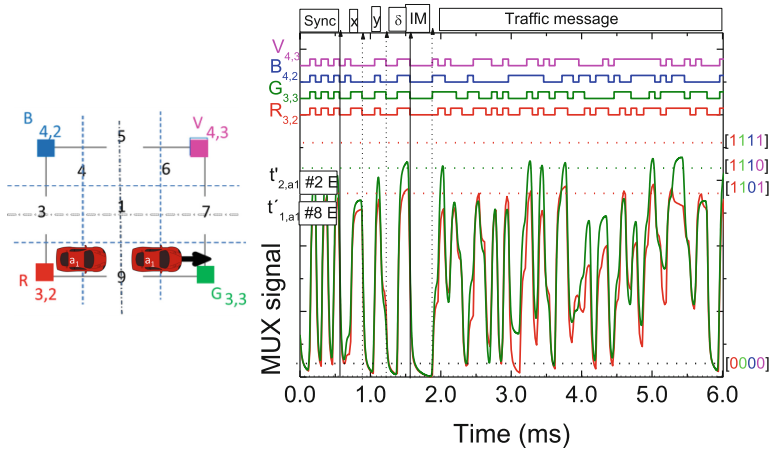 Sync x y δ IM Traffic message
V4,3
B4,2
G3,3
R3,2
B 4,2
V 4,3
5
4 6
3 1 7
a1 a1
9
R 3,2
G3,3
[1111]
[1110]
[1101]
[0000]
t'2,a1 #2 E
t´1,a1 #8 E
MUX signal
0.0 1.0 2.0 3.0 4.0 5.0 6.0
Time (ms)